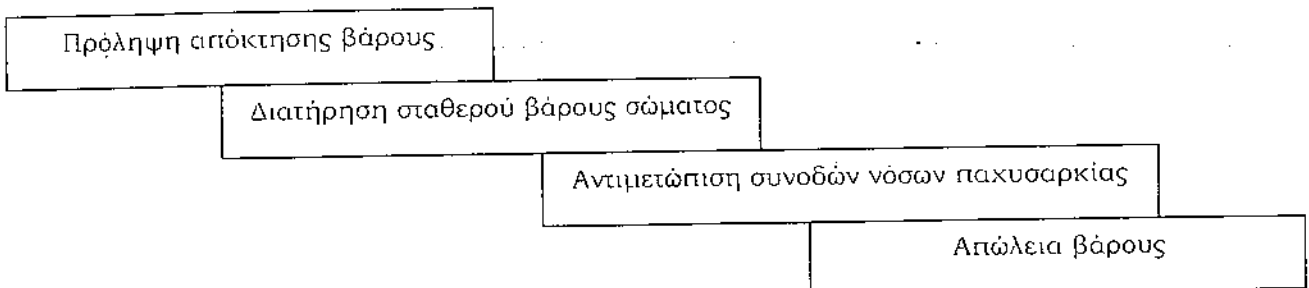 Πρόληψη απόκτησης βάρους
Διατήρηση σταθερού βάρους σώματος
Αντιμετώπιση συνοδών νόσων παχυσαρκίας
Απώλεια βάρους